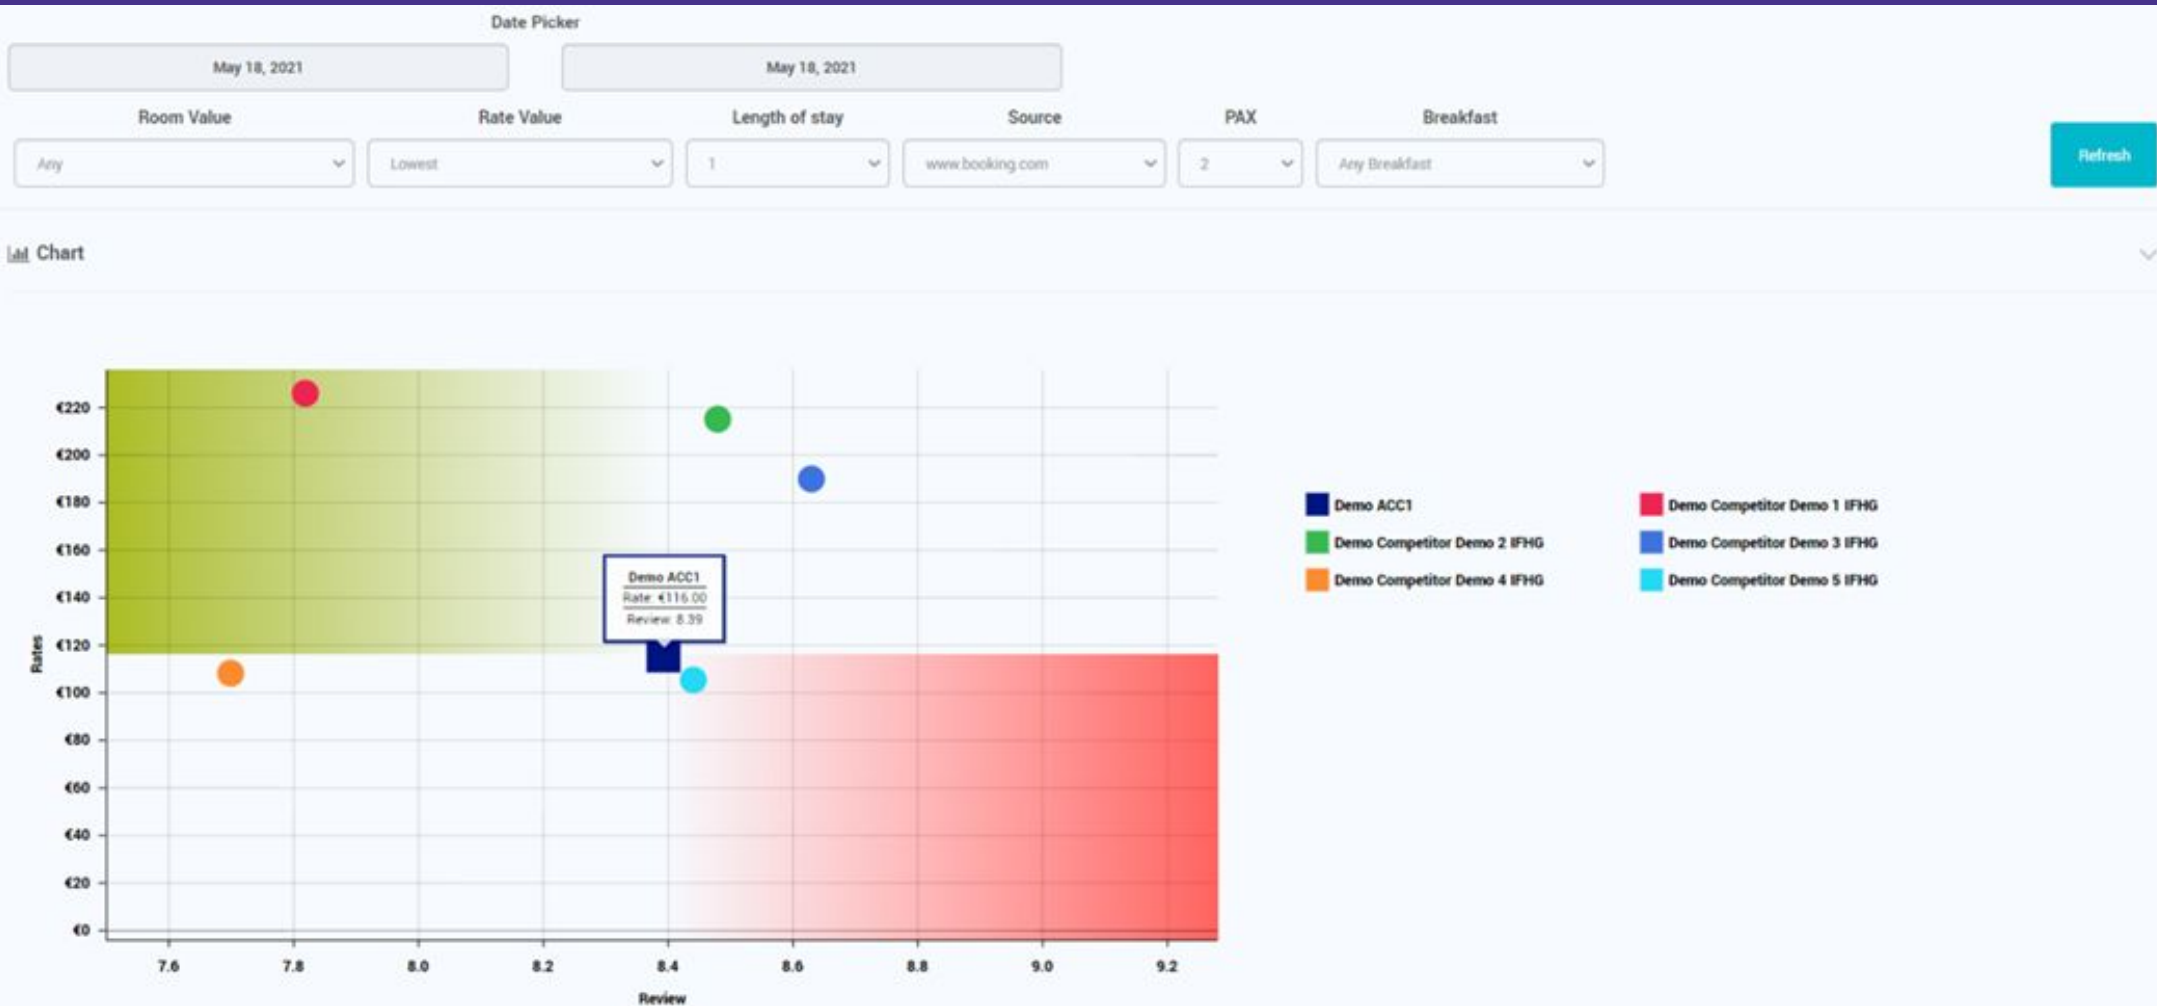 Date Picker
May 18, 2021 May 18, 2021
Room Value Rate Value Length of stay Source PAX Breakfast
Any Lowest 1 www.booking.com 2 Any Breakfast
Refresh
Chart
€220
€200
€180
€160
€140
€120
€100
€80
€60
€40
€20
€0
Rates
Demo ACC1
Rate: €116.00
Review: 8.39
7.6 7.8 8.0 8.2 8.4 8.6 8.8 9.0 9.2
Review
Demo ACC1 Demo Competitor Demo 1 IFHG
Demo Competitor Demo 2 IFHG Demo Competitor Demo 3 IFHG
Demo Competitor Demo 4 IFHG Demo Competitor Demo 5 IFHG